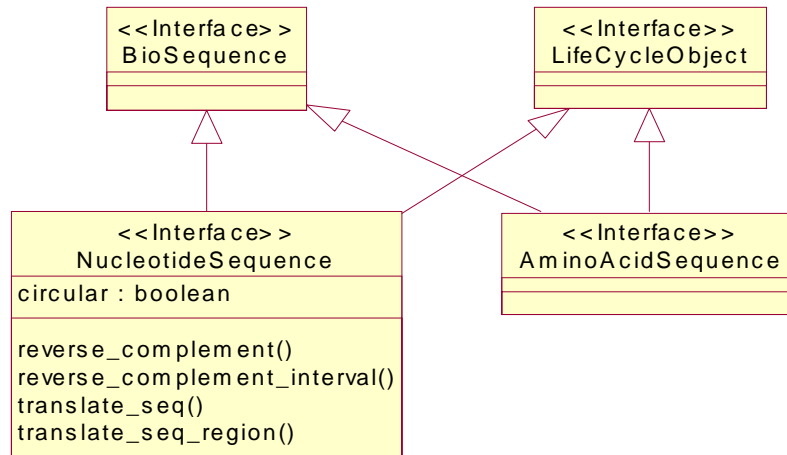 <<Interface>>
BioSequence
<<Interface>>
LifeCycleObject
<<Interface>>
NucleotideSequence
circular : boolean
reverse_complement()
reverse_complement_interval()
translate_seq()
translate_seq_region()
<<Interface>>
AminoAcidSequence